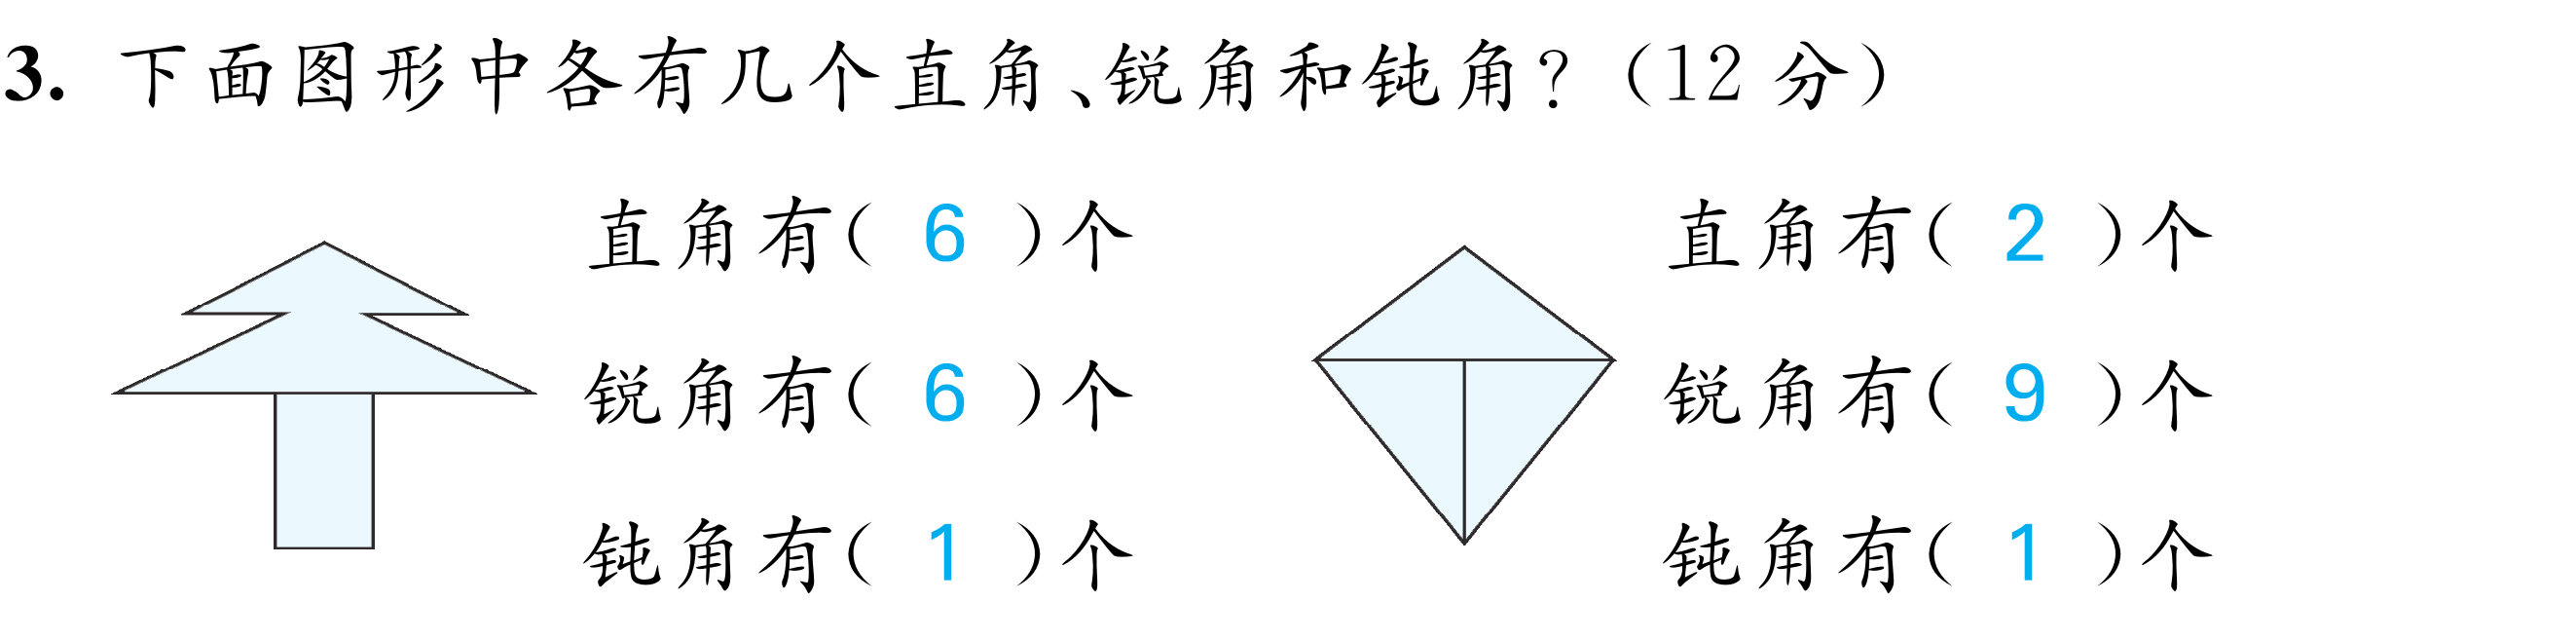 3. 下面图形中各有几个直角、锐角和钝角？（12 分）
直角有( 6 )个 直角有( 2 )个
锐角有( 6 )个 锐角有( 9 )个
钝角有( 1 )个 钝角有( 1 )个